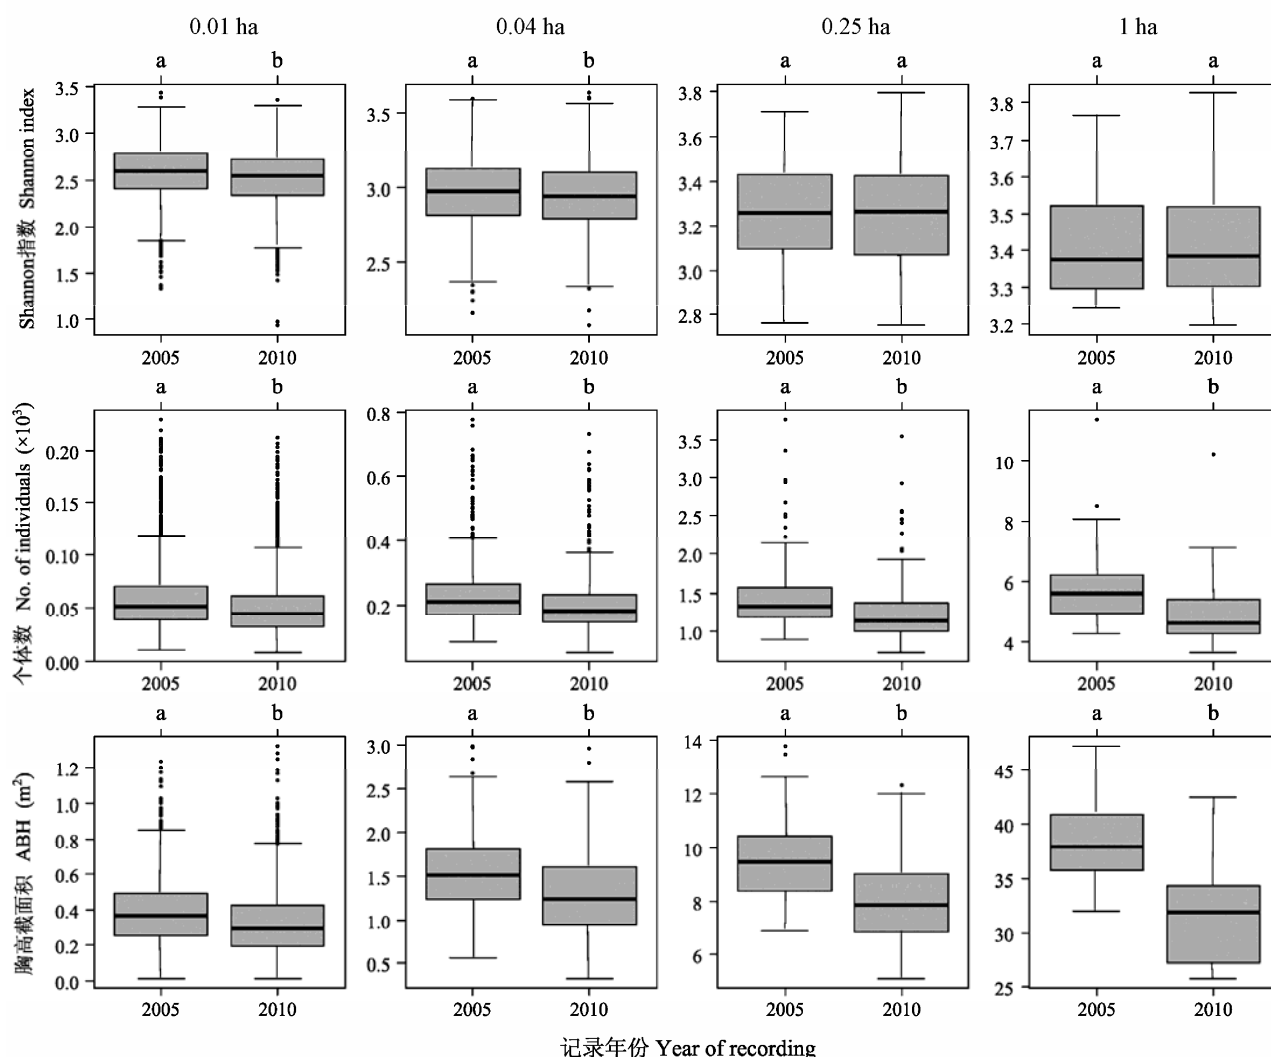 0.01 ha 0.04 ha 0.25 ha 1 ha
a b a b a a a a
Shannon指数 Shannon index
3.5 3.0 2.5 2.0 1.5 1.0
3.5 3.0 2.5
3.8 3.6 3.4 3.2 3.0 2.8
3.8 3.7 3.6 3.5 3.4 3.3 3.2
2005 2010 2005 2010 2005 2010 2005 2010
a b a b a b a b
个体数 No. of individuals (×10³)
0.20 0.15 0.10 0.05 0.00
0.8 0.6 0.4 0.2
3.5 3.0 2.5 2.0 1.5 1.0
10 8 6 4
2005 2010 2005 2010 2005 2010 2005 2010
a b a b a b a b
胸高截面积 ABH (m²)
1.2 1.0 0.8 0.6 0.4 0.2 0.0
3.0 2.5 2.0 1.5 1.0 0.5
14 12 10 8 6
45 40 35 30 25
2005 2010 2005 2010 2005 2010 2005 2010
记录年份 Year of recording